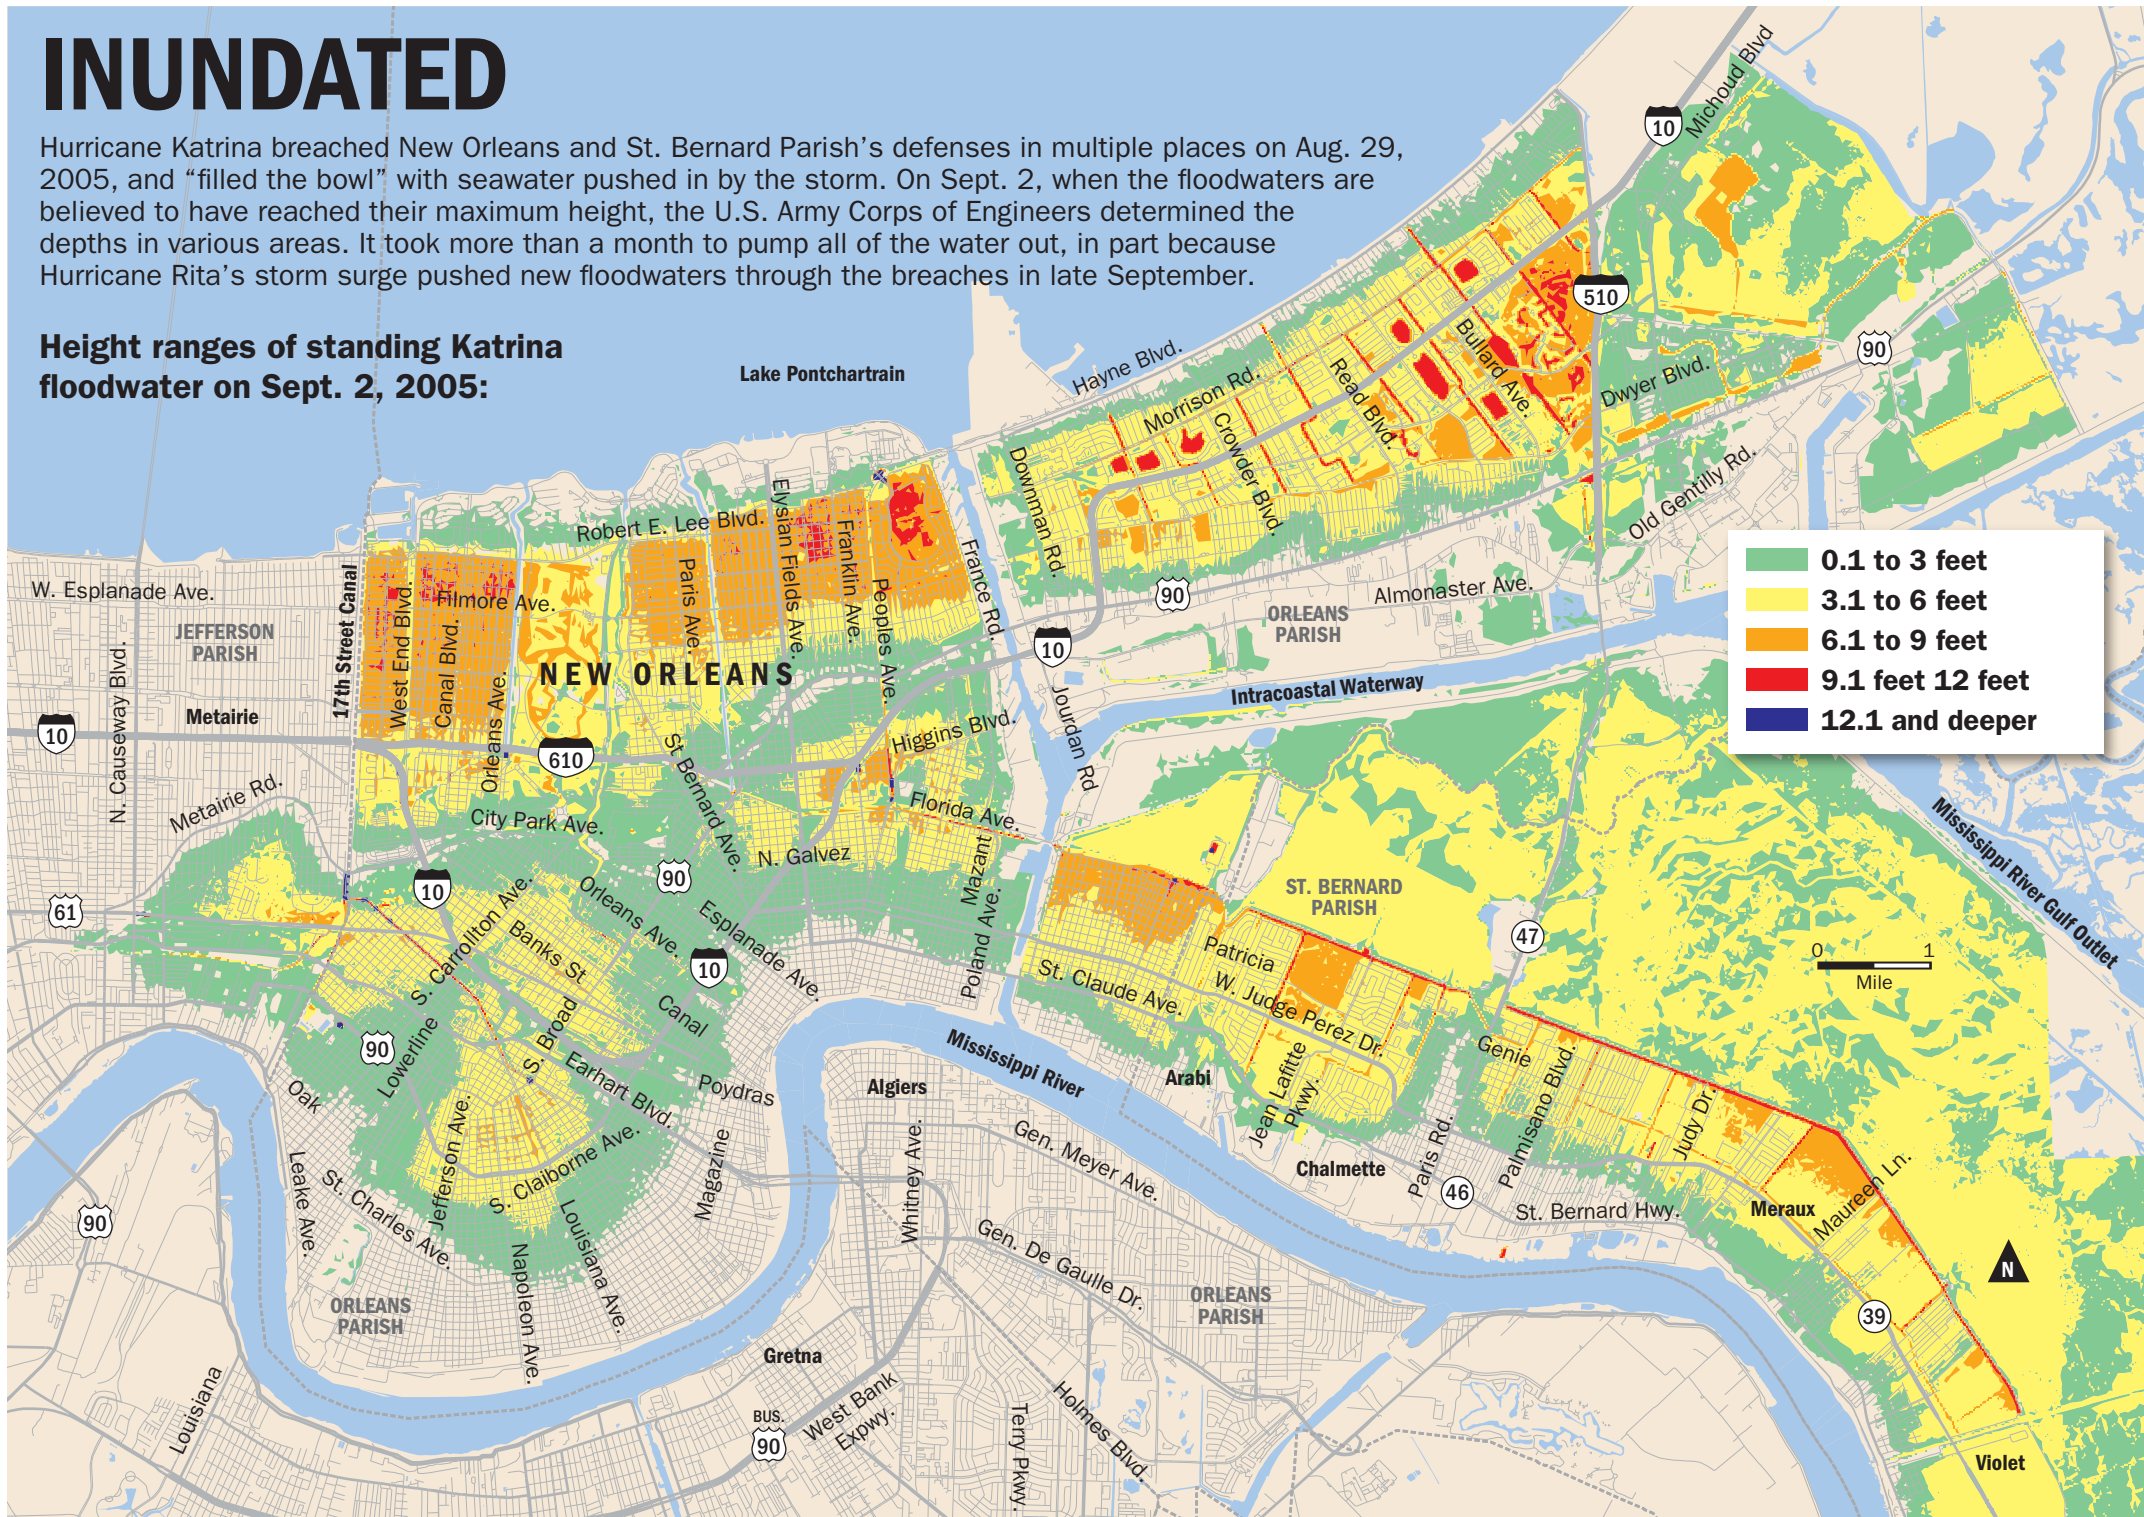 INUNDATED
Hurricane Katrina breached New Orleans and St. Bernard Parish’s defenses in multiple places on Aug. 29,
2005, and “filled the bowl” with seawater pushed in by the storm. On Sept. 2, when the floodwaters are
believed to have reached their maximum height, the U.S. Army Corps of Engineers determined the
depths in various areas. It took more than a month to pump all of the water out, in part because
Hurricane Rita’s storm surge pushed new floodwaters through the breaches in late September.
Height ranges of standing Katrina
floodwater on Sept. 2, 2005:
Lake Pontchartrain
Michoud Blvd
10
510
90
Hayne Blvd.
Morrison Rd.
Crowder Blvd.
Read Blvd.
Bullard Ave.
Dwyer Blvd.
Old Gentilly Rd.
Downman Rd.
Almonaster Ave.
90
ORLEANS
PARISH
10
Intracoastal Waterway
0.1 to 3 feet
3.1 to 6 feet
6.1 to 9 feet
9.1 feet 12 feet
12.1 and deeper
Robert E. Lee Blvd.
Elysian Fields Ave.
Franklin Ave.
Peoples Ave.
Paris Ave.
France Rd.
Jourdan Rd
W. Esplanade Ave.
JEFFERSON
PARISH
N. Causeway Blvd.
17th Street Canal
West End Blvd.
Canal Blvd.
Filmore Ave.
Orleans Ave.
NEW ORLEANS
Metairie
10
610
Metairie Rd.
City Park Ave.
St Bernard Ave.
Higgins Blvd.
Florida Ave.
N. Galvez
Mazant
Poland Ave.
90
61
10
S. Carrollton Ave.
Banks St
Orleans Ave.
Esplanade Ave.
10
Canal
S. Broad
Earhart Blvd.
Poydras
90
Lowerline
Oak
Jefferson Ave.
S. Claiborne Ave.
Magazine
Leake Ave.
St. Charles Ave.
Napoleon Ave.
Louisiana Ave.
ORLEANS
PARISH
90
Louisiana
ST. BERNARD
PARISH
47
Patricia
W. Judge Perez Dr.
St. Claude Ave.
Mississippi River
Arabi
Jean Lafitte
Pkwy.
Genie
Palmisano Blvd.
Judy Dr.
Paris Rd.
Chalmette
46
St. Bernard Hwy.
Meraux
Maureen Ln.
39
Violet
N
0
1
Mile
Mississippi River Gulf Outlet
Algiers
Whitney Ave.
Gen. Meyer Ave.
Gen. De Gaulle Dr.
ORLEANS
PARISH
Gretna
BUS.
90
West Bank
Expwy.
Terry Pkwy.
Holmes Blvd.